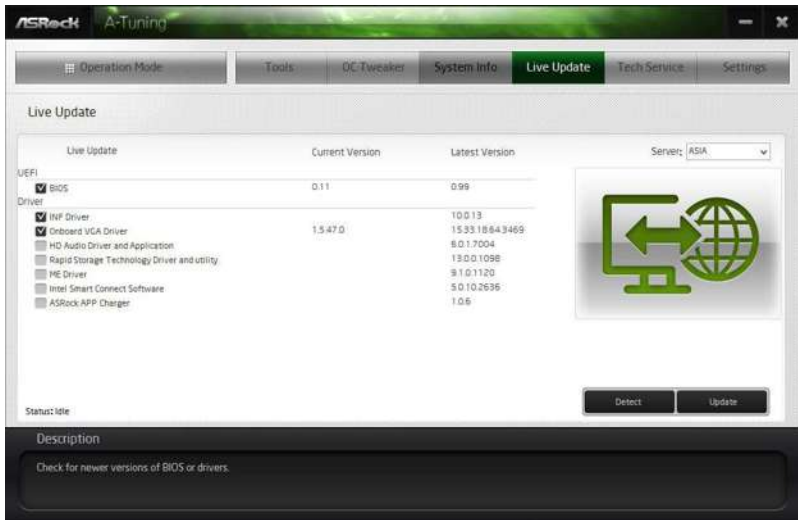 ASRock A-Tuning
Operation Mode Tools OC Tweaker System Info Live Update Tech Service Settings
Live Update
Live Update Current Version Latest Version Server: ASIA
UEFI
BIOS 0.11 0.99
Driver
INF Driver 10.0.13
Onboard VGA Driver 1.5.47.0 15.33.18.64.3469
HD Audio Driver and Application 6.0.1.7004
Rapid Storage Technology Driver and utility 13.0.0.1098
ME Driver 9.1.0.1120
Intel Smart Connect Software 5.0.10.2636
ASRock APP Charger 1.0.6
Detect Update
Status: Idle
Description
Check for newer versions of BIOS or drivers.